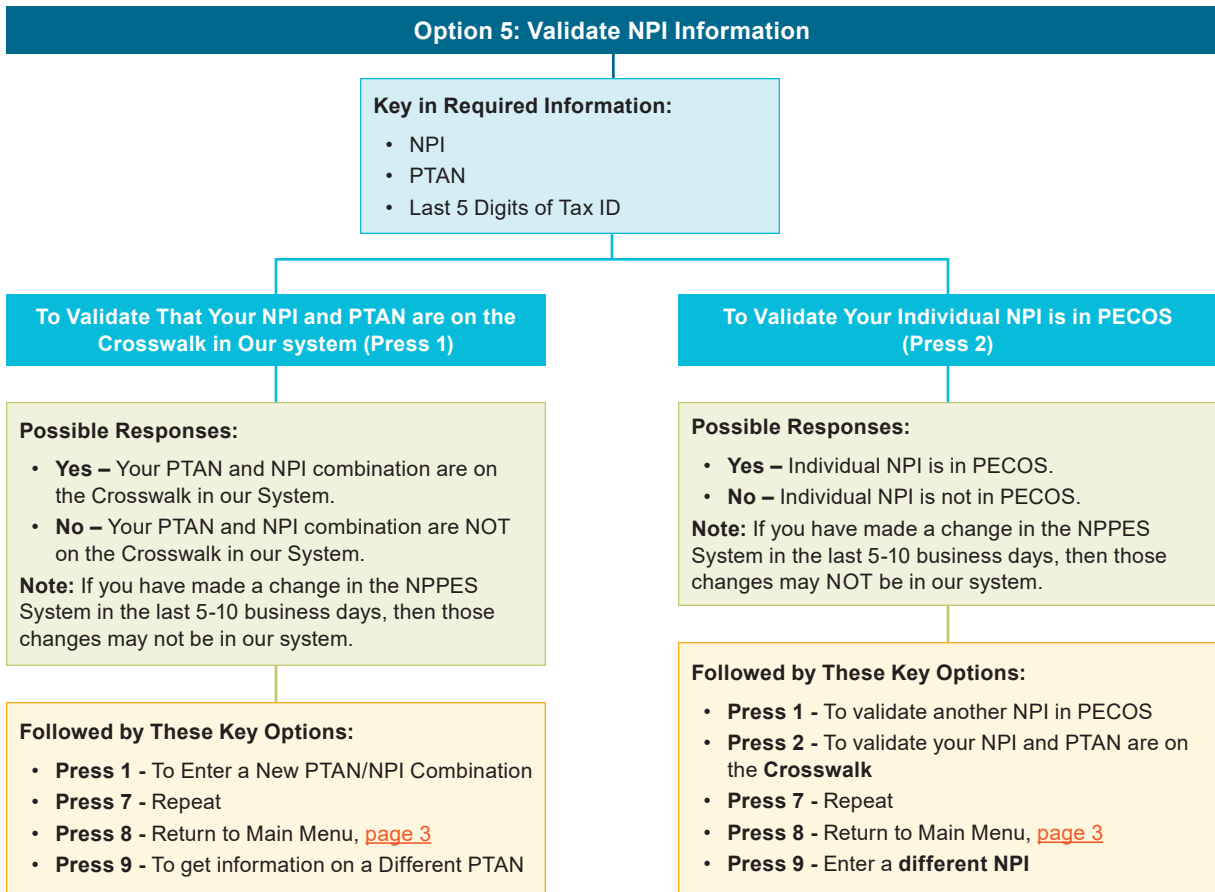 Option 5: Validate NPI Information
Key in Required Information:
• NPI
• PTAN
• Last 5 Digits of Tax ID
To Validate That Your NPI and PTAN are on the
Crosswalk in Our system (Press 1)
Possible Responses:
• Yes – Your PTAN and NPI combination are on
the Crosswalk in our System.
• No – Your PTAN and NPI combination are NOT
on the Crosswalk in our System.
Note: If you have made a change in the NPPES
System in the last 5-10 business days, then those
changes may not be in our system.
Followed by These Key Options:
• Press 1 - To Enter a New PTAN/NPI Combination
• Press 7 - Repeat
• Press 8 - Return to Main Menu, page 3
• Press 9 - To get information on a Different PTAN
To Validate Your Individual NPI is in PECOS
(Press 2)
Possible Responses:
• Yes – Individual NPI is in PECOS.
• No – Individual NPI is not in PECOS.
Note: If you have made a change in the NPPES
System in the last 5-10 business days, then those
changes may NOT be in our system.
Followed by These Key Options:
• Press 1 - To validate another NPI in PECOS
• Press 2 - To validate your NPI and PTAN are on
the Crosswalk
• Press 7 - Repeat
• Press 8 - Return to Main Menu, page 3
• Press 9 - Enter a different NPI